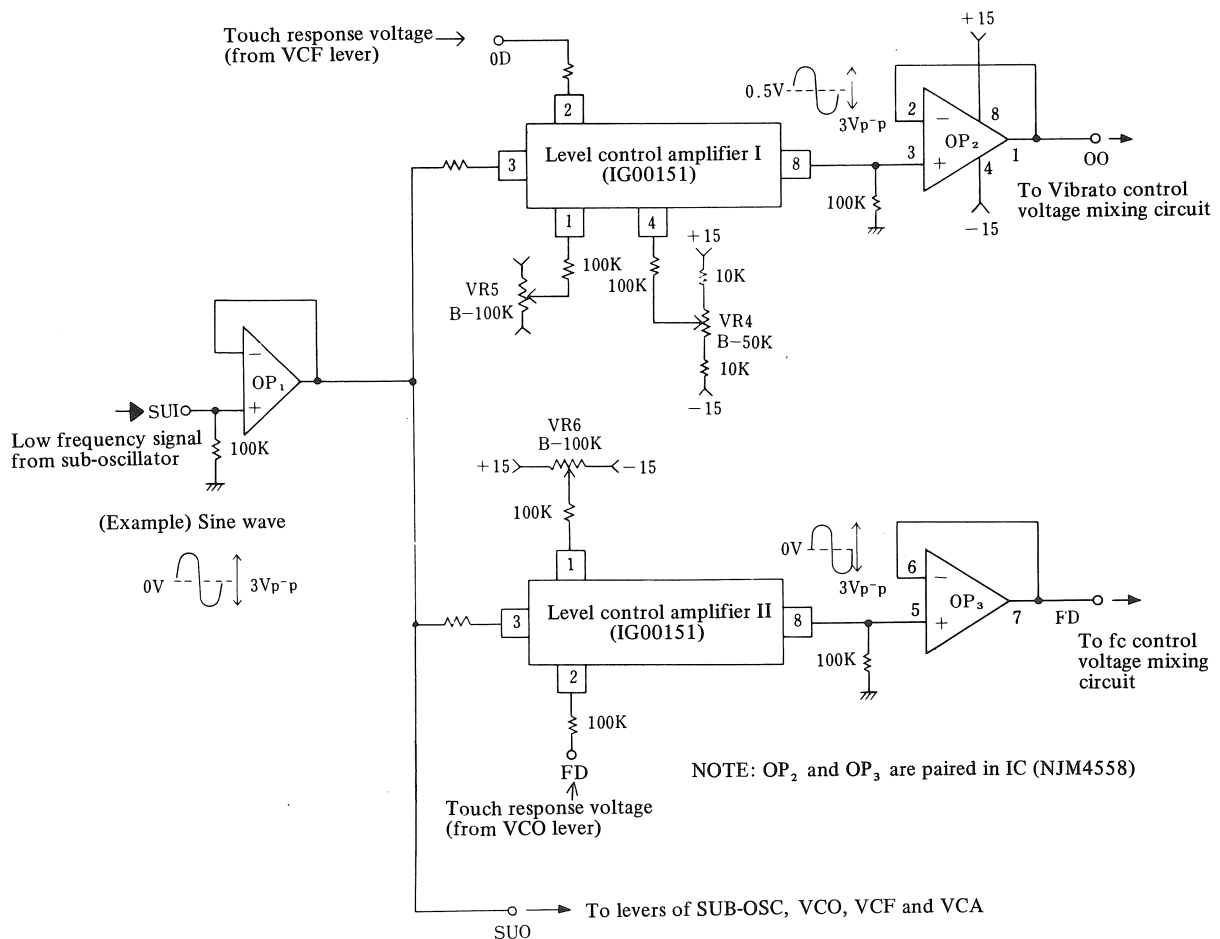 Touch response voltage
(from VCF lever)
OD
2
Level control amplifier I
(IG00151)
3
8
1
4
100K
VR5
B-100K
100K
+15
10K
VR4
B-50K
10K
-15
0.5V
3Vp-p
100K
+15
2
8
OP₂
3
4
1
-15
OO
To Vibrato control
voltage mixing circuit
OP₁
SUI
Low frequency signal
from sub-oscillator
100K
(Example) Sine wave
0V
3Vp-p
VR6
B-100K
+15
-15
100K
1
Level control amplifier II
(IG00151)
3
8
2
100K
FD
Touch response voltage
(from VCO lever)
0V
3Vp-p
100K
6
OP₃
5
7
FD
To fc control
voltage mixing
circuit
NOTE: OP₂ and OP₃ are paired in IC (NJM4558)
SUO
To levers of SUB-OSC, VCO, VCF and VCA